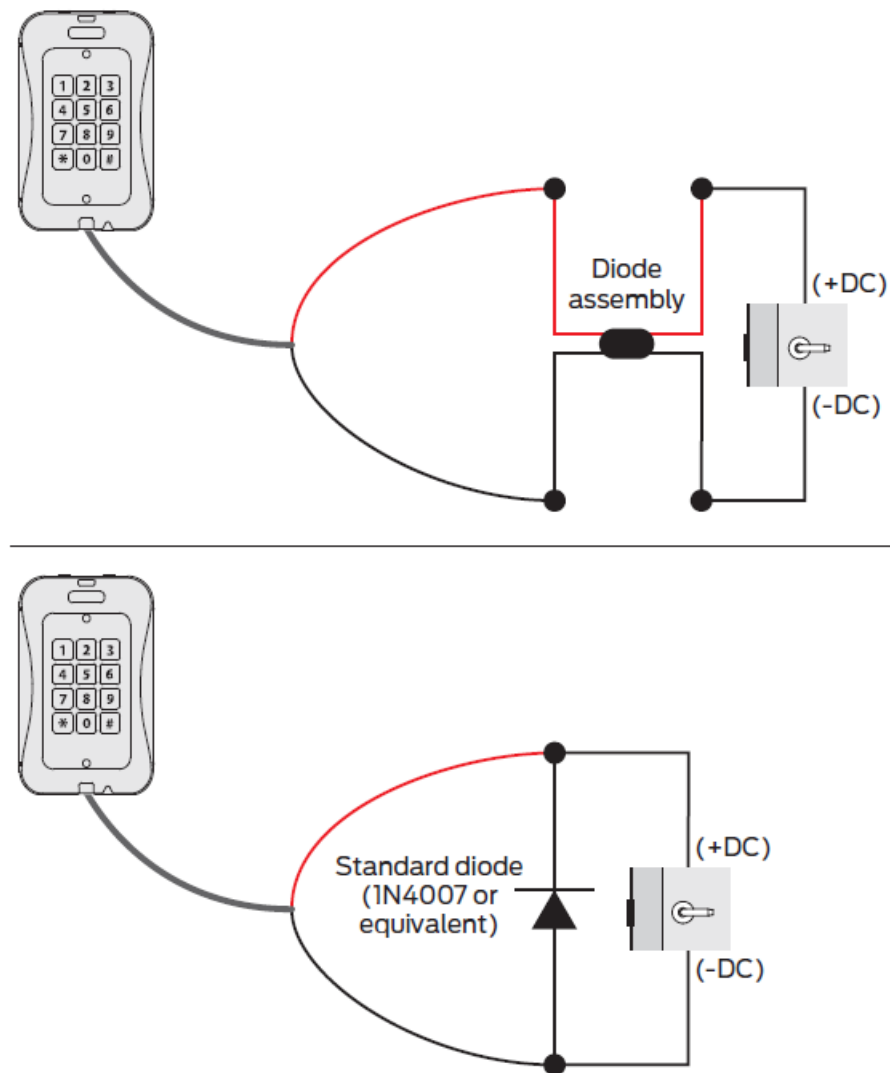 1 2 3
4 5 6
7 8 9
* 0 #
Diode
assembly
(+DC)
(-DC)
1 2 3
4 5 6
7 8 9
* 0 #
Standard diode
(1N4007 or
equivalent)
(+DC)
(-DC)